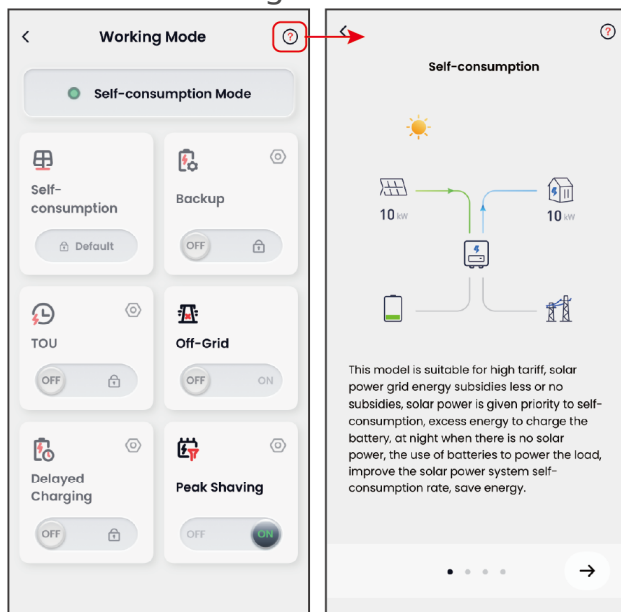 Working Mode
Self-consumption Mode
Self-
consumption
Default
Backup
OFF
TOU
OFF
Off-Grid
OFF ON
Delayed
Charging
OFF
Peak Shaving
OFF ON
Self-consumption
10 kW
10 kW
This model is suitable for high tariff, solar
power grid energy subsidies less or no
subsidies, solar power is given priority to self-
consumption, excess energy to charge the
battery, at night when there is no solar
power, the use of batteries to power the load,
improve the solar power system self-
consumption rate, save energy.